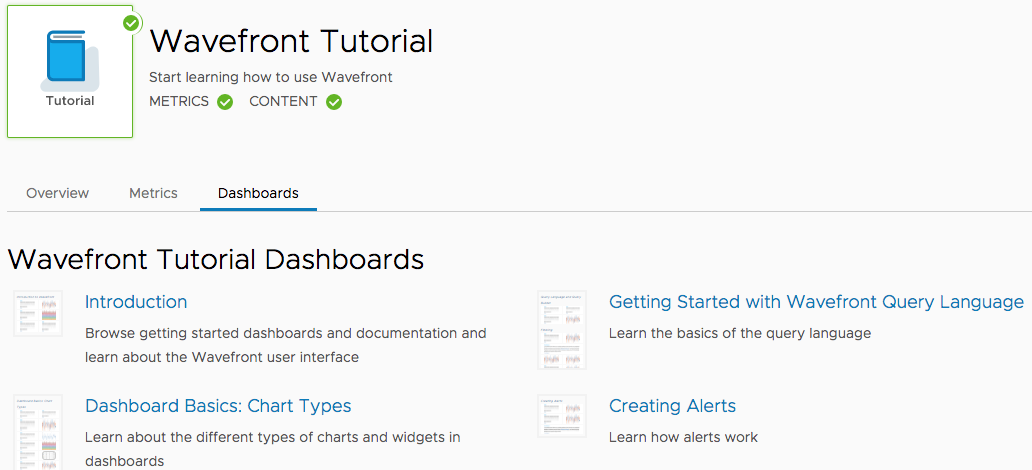 Wavefront Tutorial
Start learning how to use Wavefront
Tutorial
METRICS CONTENT
Overview Metrics Dashboards
Wavefront Tutorial Dashboards
Introduction
Browse getting started dashboards and documentation and
learn about the Wavefront user interface
Getting Started with Wavefront Query Language
Learn the basics of the query language
Dashboard Basics: Chart Types
Learn about the different types of charts and widgets in
dashboards
Creating Alerts
Learn how alerts work